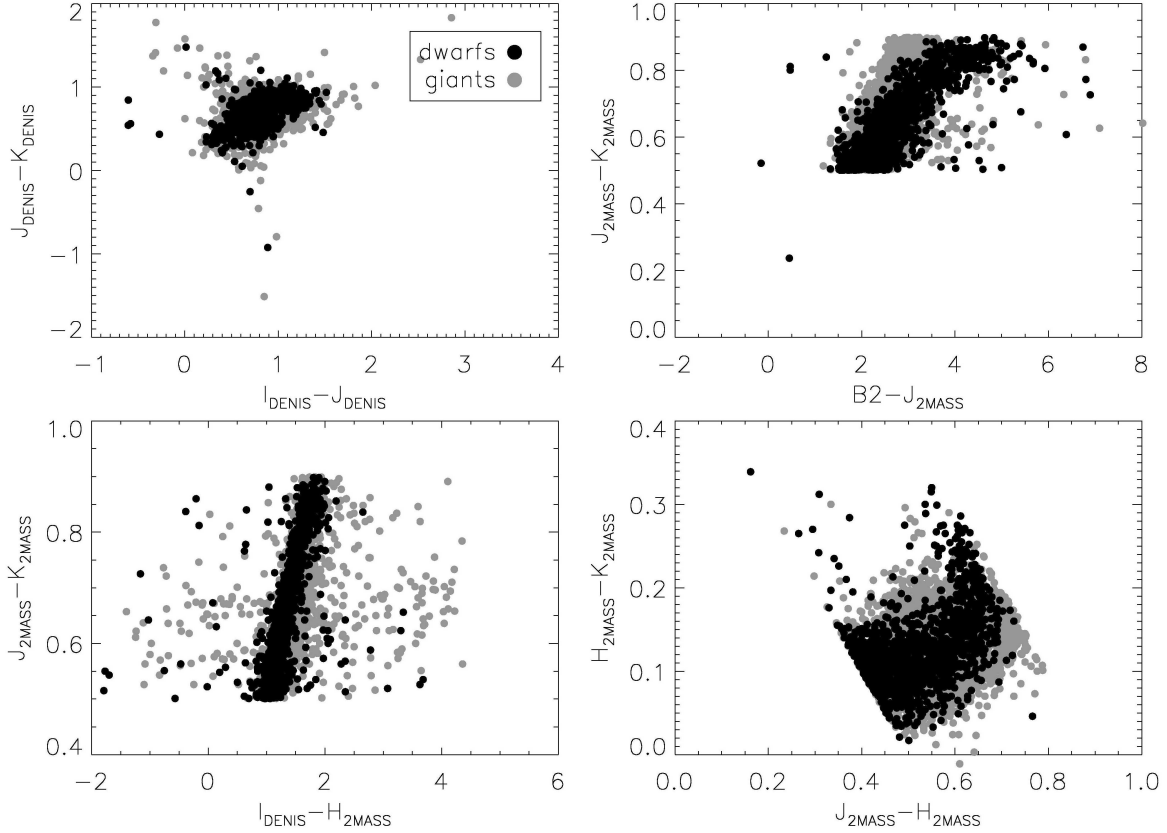 dwarfs
giants
2
1
0
−1
−2
J_DENIS−K_DENIS
−1 0 1 2 3 4
I_DENIS−J_DENIS
1.0
0.8
0.6
0.4
0.2
0.0
J_2MASS−K_2MASS
−2 0 2 4 6 8
B2−J_2MASS
1.0
0.8
0.6
0.4
J_2MASS−K_2MASS
−2 0 2 4 6
I_DENIS−H_2MASS
0.4
0.3
0.2
0.1
0.0
H_2MASS−K_2MASS
0.0 0.2 0.4 0.6 0.8 1.0
J_2MASS−H_2MASS